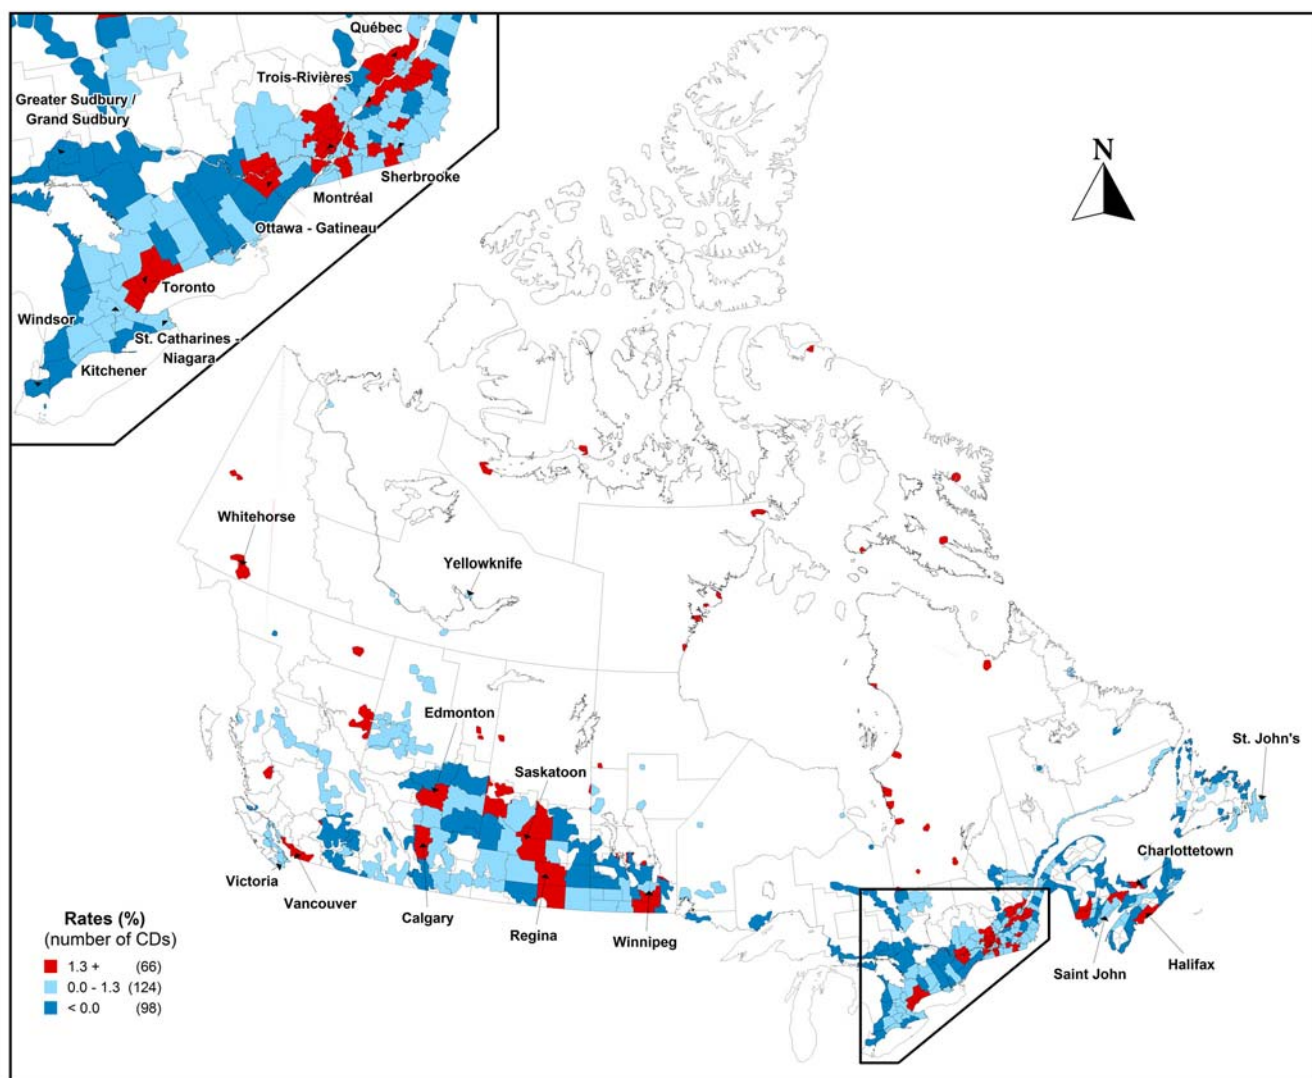 Québec
Trois-Rivières
Greater Sudbury /
Grand Sudbury
Sherbrooke
Montréal
Ottawa - Gatineau
Toronto
Windsor
St. Catharines -
Niagara
Kitchener
N
Whitehorse
Yellowknife
Edmonton
Saskatoon
St. John's
Charlottetown
Victoria
Vancouver
Calgary
Regina
Winnipeg
Saint John
Halifax
Rates (%)
(number of CDs)
1.3 + (66)
0.0 - 1.3 (124)
< 0.0 (98)